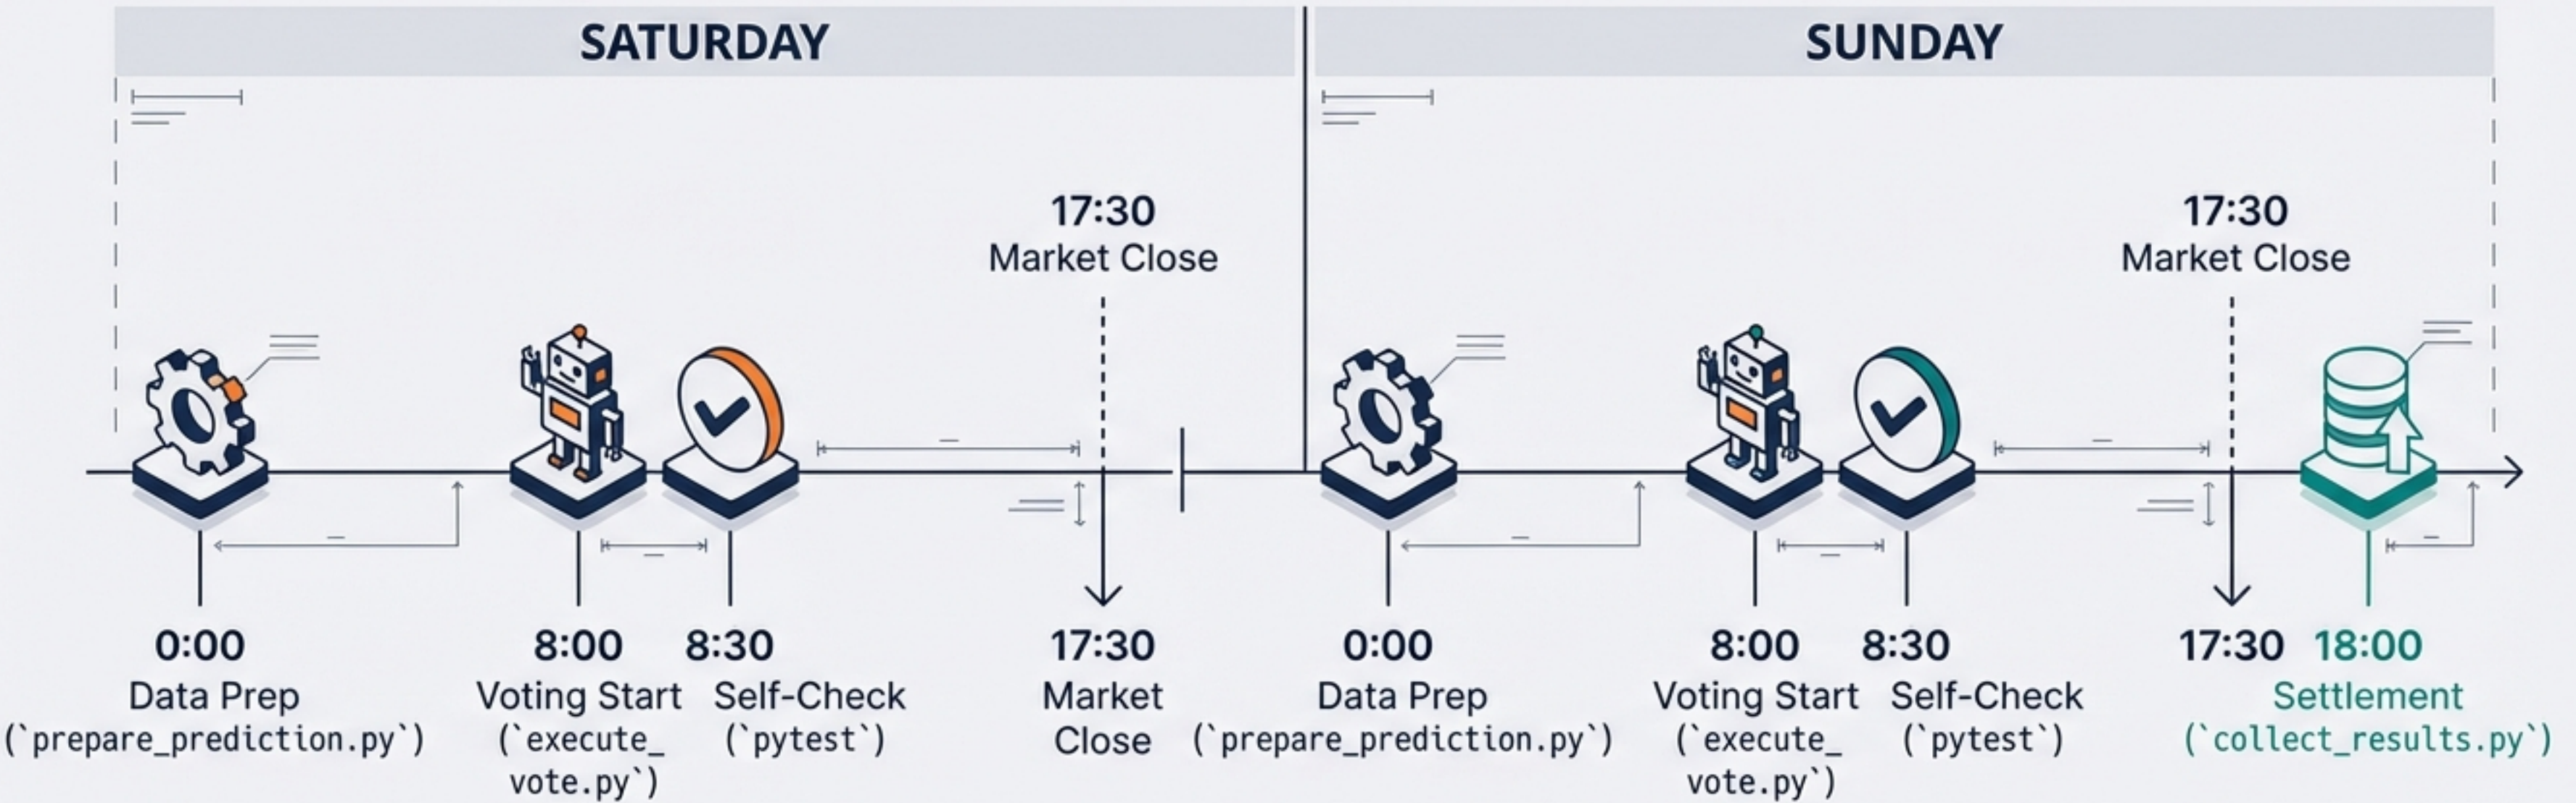 SATURDAY
SUNDAY
17:30
Market Close
17:30
Market Close
0:00
Data Prep
(`prepare_prediction.py`)
8:00
Voting Start
(`execute_
vote.py`)
8:30
Self-Check
(`pytest`)
17:30
Market
Close
0:00
Data Prep
(`prepare_prediction.py`)
8:00
Voting Start
(`execute_
vote.py`)
8:30
Self-Check
(`pytest`)
17:30
18:00
Settlement
(`collect_results.py`)